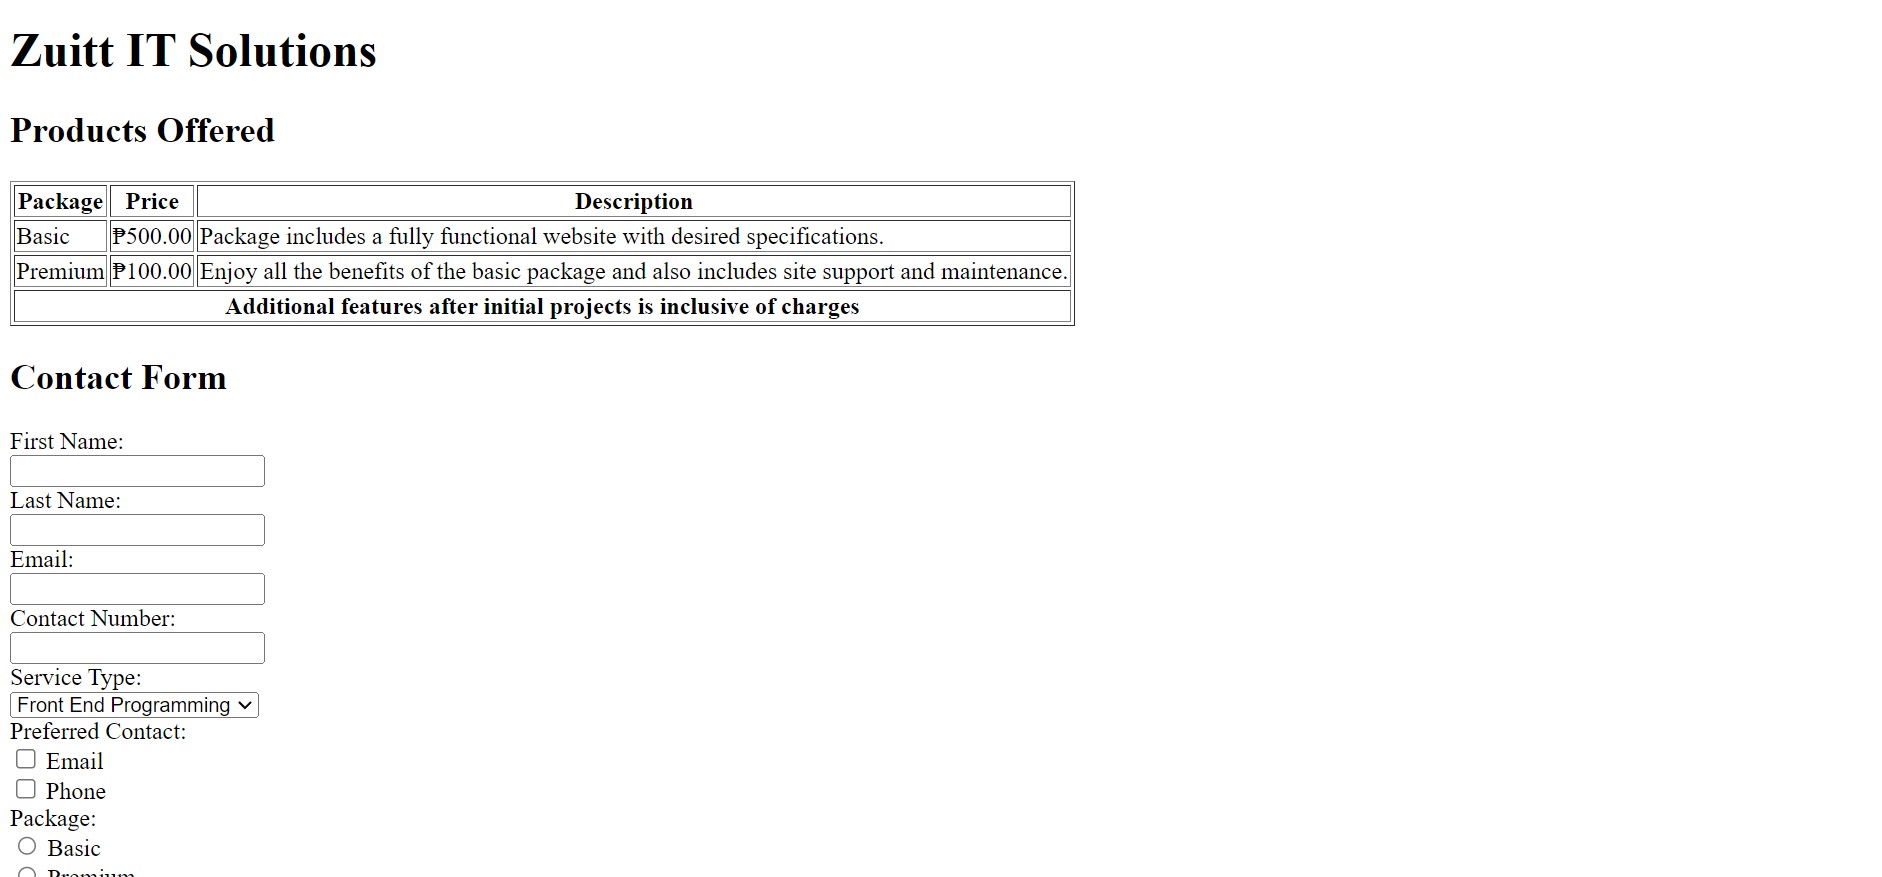 Zuitt IT Solutions
Products Offered
Package Price Description
Basic ₱500.00 Package includes a fully functional website with desired specifications.
Premium ₱100.00 Enjoy all the benefits of the basic package and also includes site support and maintenance.
Additional features after initial projects is inclusive of charges
Contact Form
First Name:
Last Name:
Email:
Contact Number:
Service Type:
Front End Programming
Preferred Contact:
Email
Phone
Package:
Basic
Premium